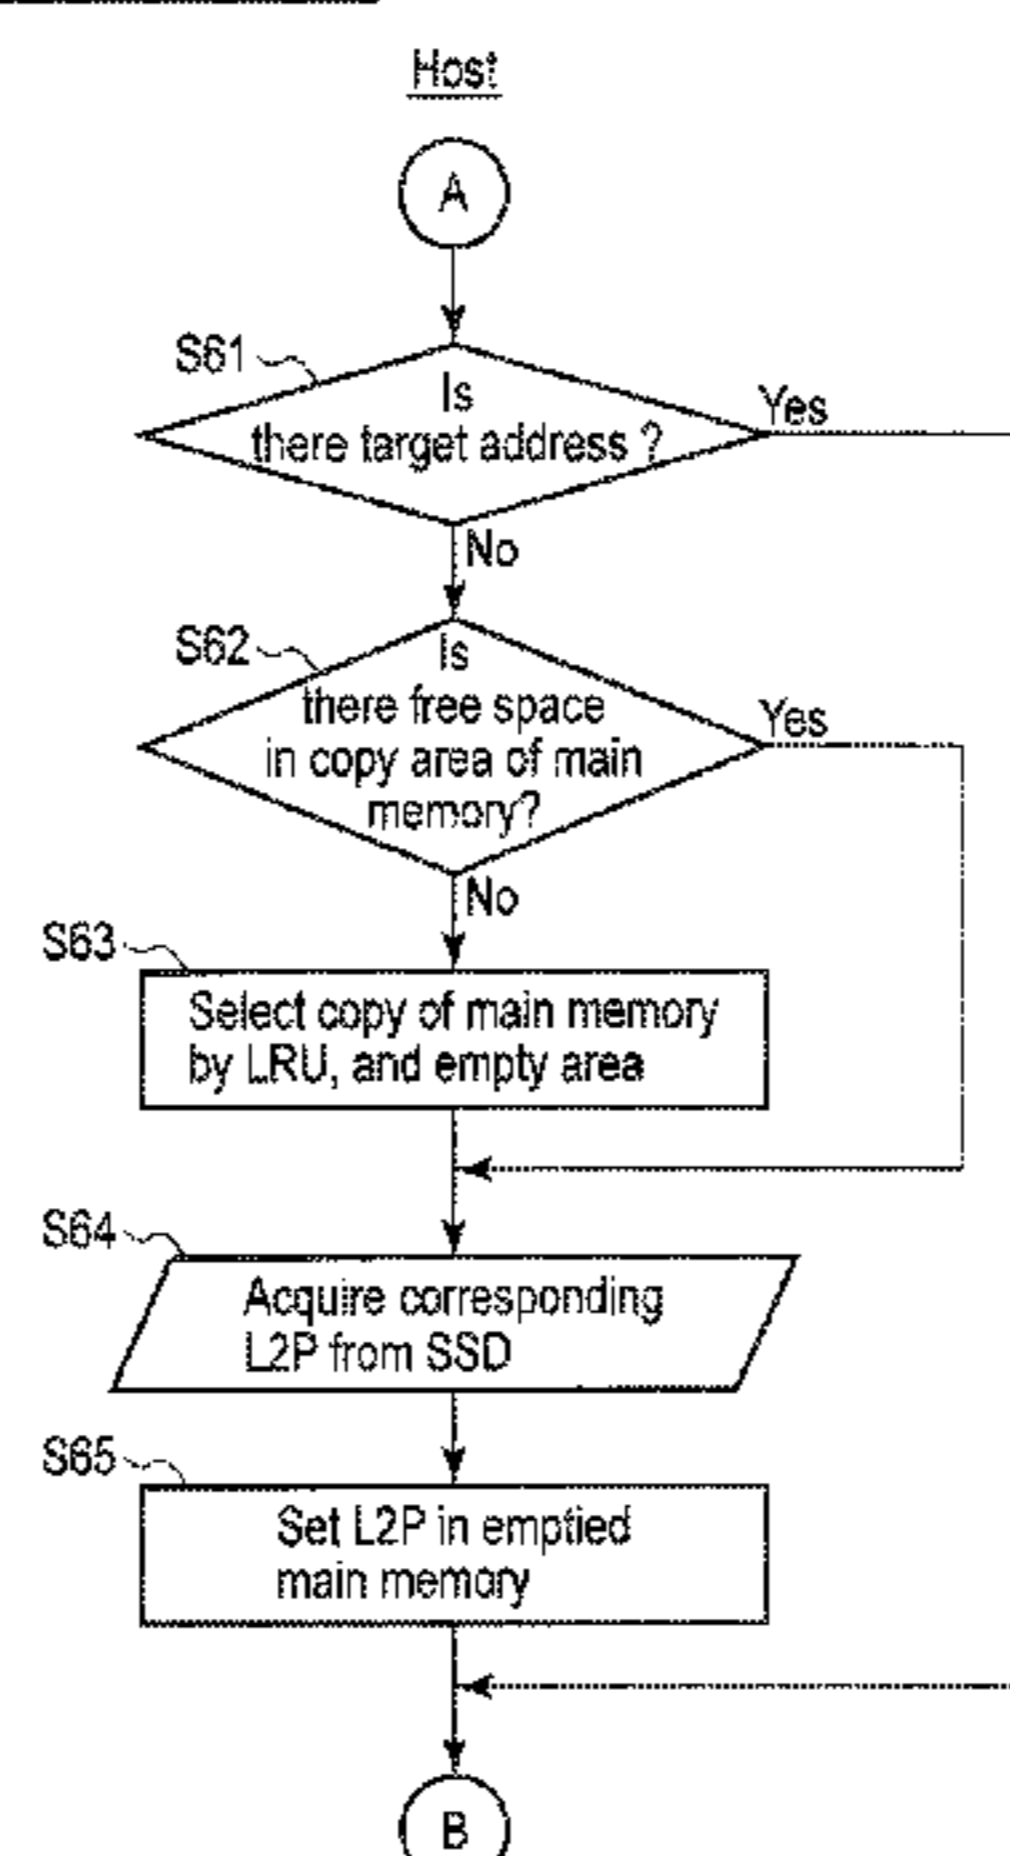 Host
A
S61
Is
there target address ?
Yes
No
S62
Is
there free space
in copy area of main
memory?
Yes
No
S63
Select copy of main memory
by LRU, and empty area
S64
Acquire corresponding
L2P from SSD
S65
Set L2P in emptied
main memory
B